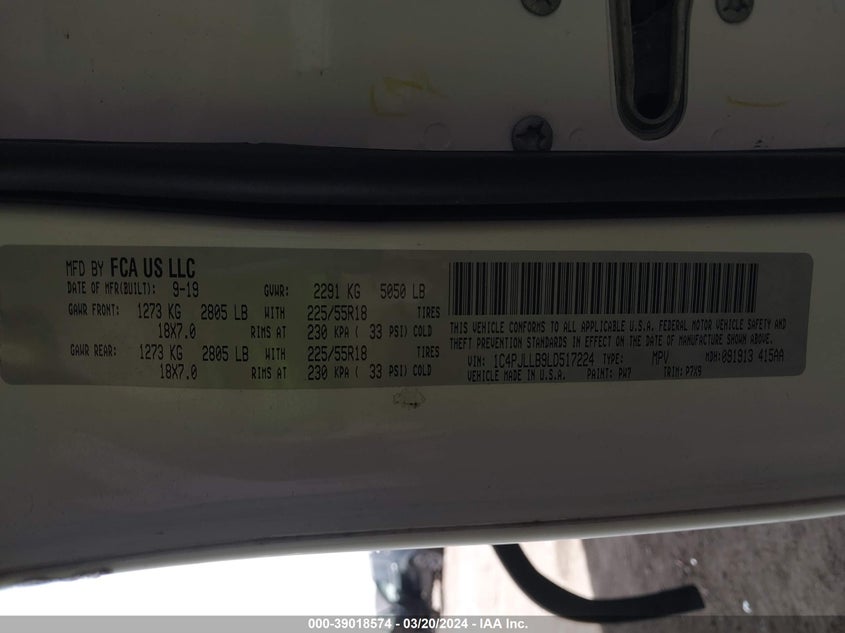 MFD BY FCA US LLC
DATE OF MFR(BUILT): 9-19 GVWR: 2291 KG 5050 LB
GAWR FRONT: 1273 KG 2805 LB WITH 225/55R18 TIRES
18X7.0 RIMS AT 230 KPA ( 33 PSI) COLD
GAWR REAR: 1273 KG 2805 LB WITH 225/55R18 TIRES
18X7.0 RIMS AT 230 KPA ( 33 PSI) COLD
THIS VEHICLE CONFORMS TO ALL APPLICABLE U.S.A. FEDERAL MOTOR VEHICLE SAFETY AND
THEFT PREVENTION STANDARDS IN EFFECT ON THE DATE OF MANUFACTURE SHOWN ABOVE.
VIN: 1C4PJLLB9LD517224 TYPE: MPV MDH: 091913 415AA
VEHICLE MADE IN U.S.A. PAINT: PW7 TRIM: P7X9
000-39018574 - 03/20/2024 - IAA Inc.